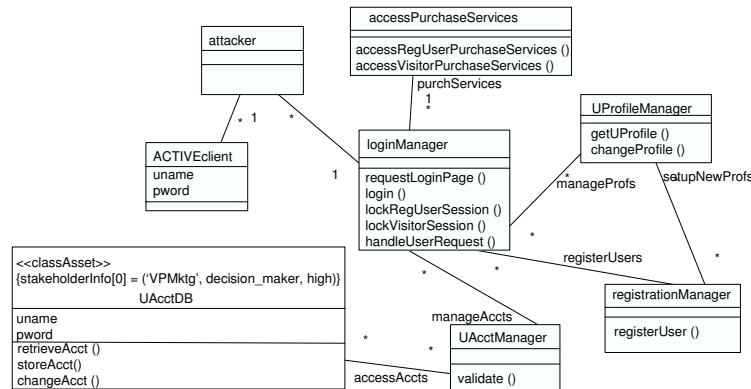 accessPurchaseServices
attacker
accessRegUserPurchaseServices ()
accessVisitorPurchaseServices ()
purchServices
1
*
UProfileManager
* 1
*
loginManager
getUProfile ()
changeProfile ()
ACTIVEclient
uname
pword
1
requestLoginPage ()
login ()
lockRegUserSession ()
lockVisitorSession ()
handleUserRequest ()
*
manageProfs
*
setupNewProfs
*
*
<<classAsset>>
{stakeholderInfo[0] = (‘VPMktg’, decision_maker, high)}
UAcctDB
*
*
registerUsers
*
registrationManager
uname
pword
manageAccts
*
UAcctManager
registerUser ()
retrieveAcct ()
storeAcct()
changeAcct ()
*
accessAccts
validate ()